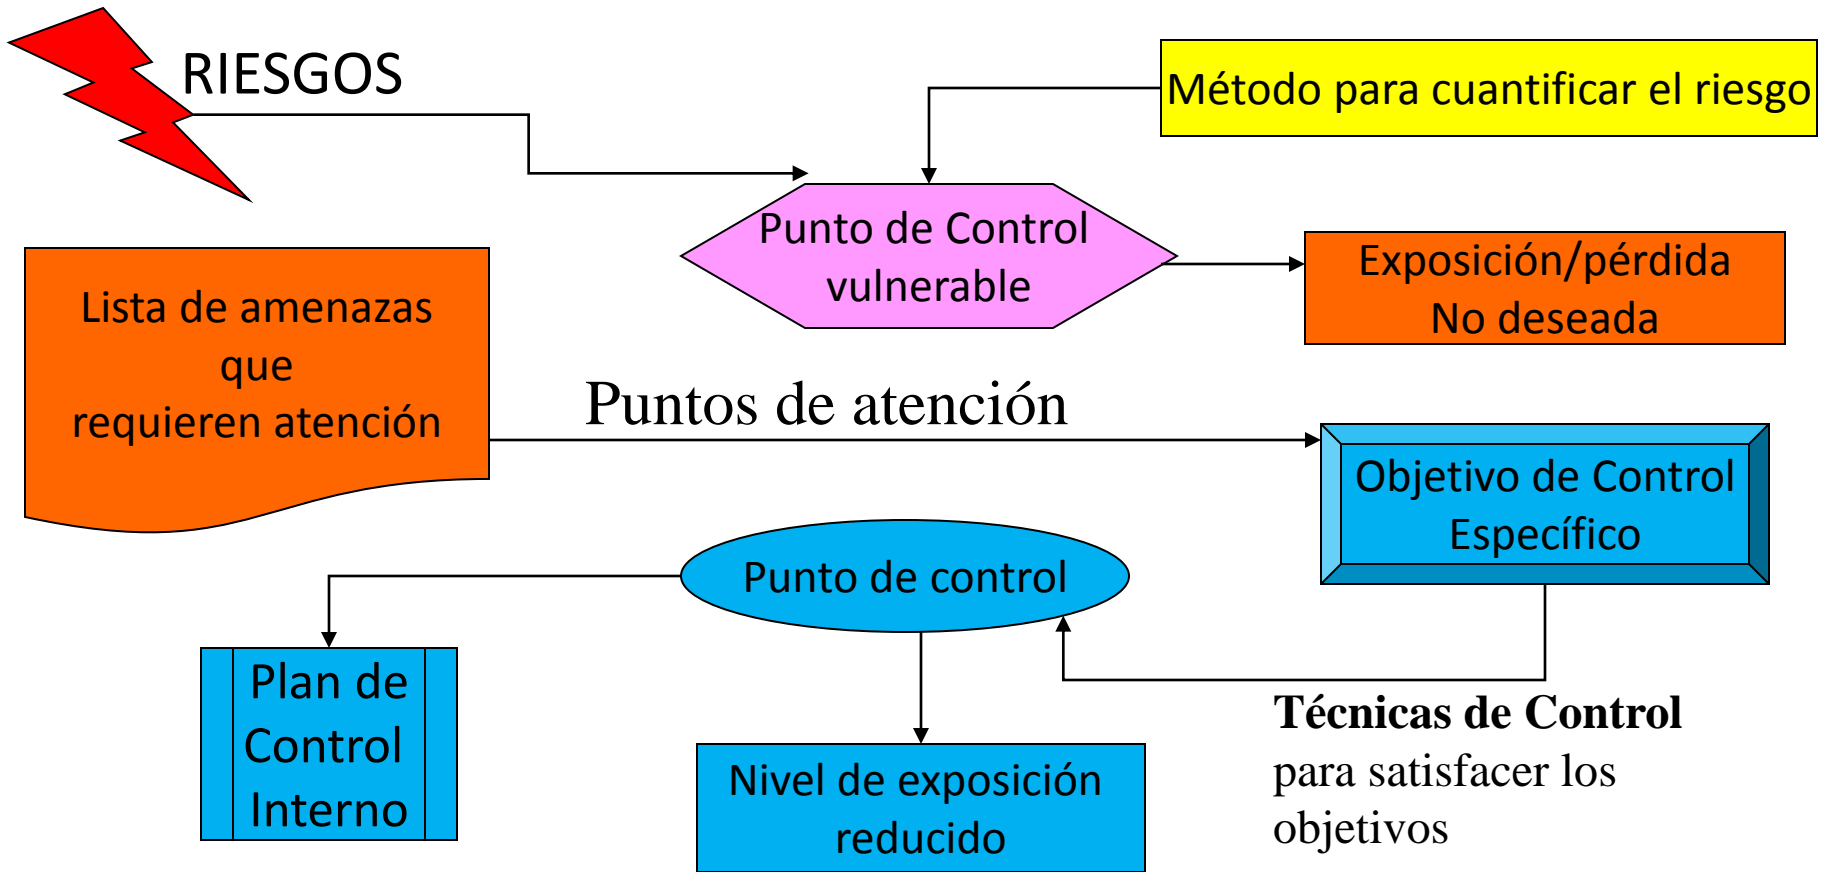 RIESGOS
Método para cuantificar el riesgo
Punto de Control
vulnerable
Exposición/pérdida
No deseada
Lista de amenazas
que
requieren atención
Puntos de atención
Objetivo de Control
Específico
Punto de control
Plan de
Control
Interno
Nivel de exposición
reducido
Técnicas de Control
para satisfacer los
objetivos